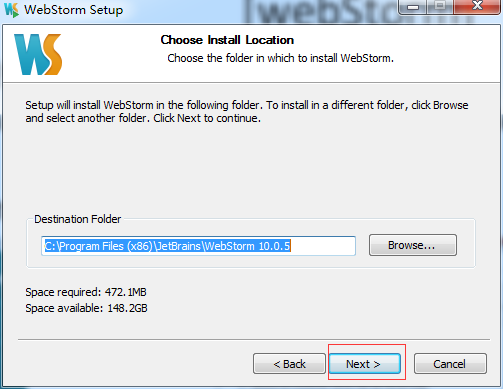 WebStorm Setup
webStorm
WS
Choose Install Location
Choose the folder in which to install WebStorm.
Setup will install WebStorm in the following folder. To install in a different folder, click Browse
and select another folder. Click Next to continue.
Destination Folder
C:\Program Files (x86)\JetBrains\WebStorm 10.0.5
Browse...
Space required: 472.1MB
Space available: 148.2GB
< Back
Next >
Cancel